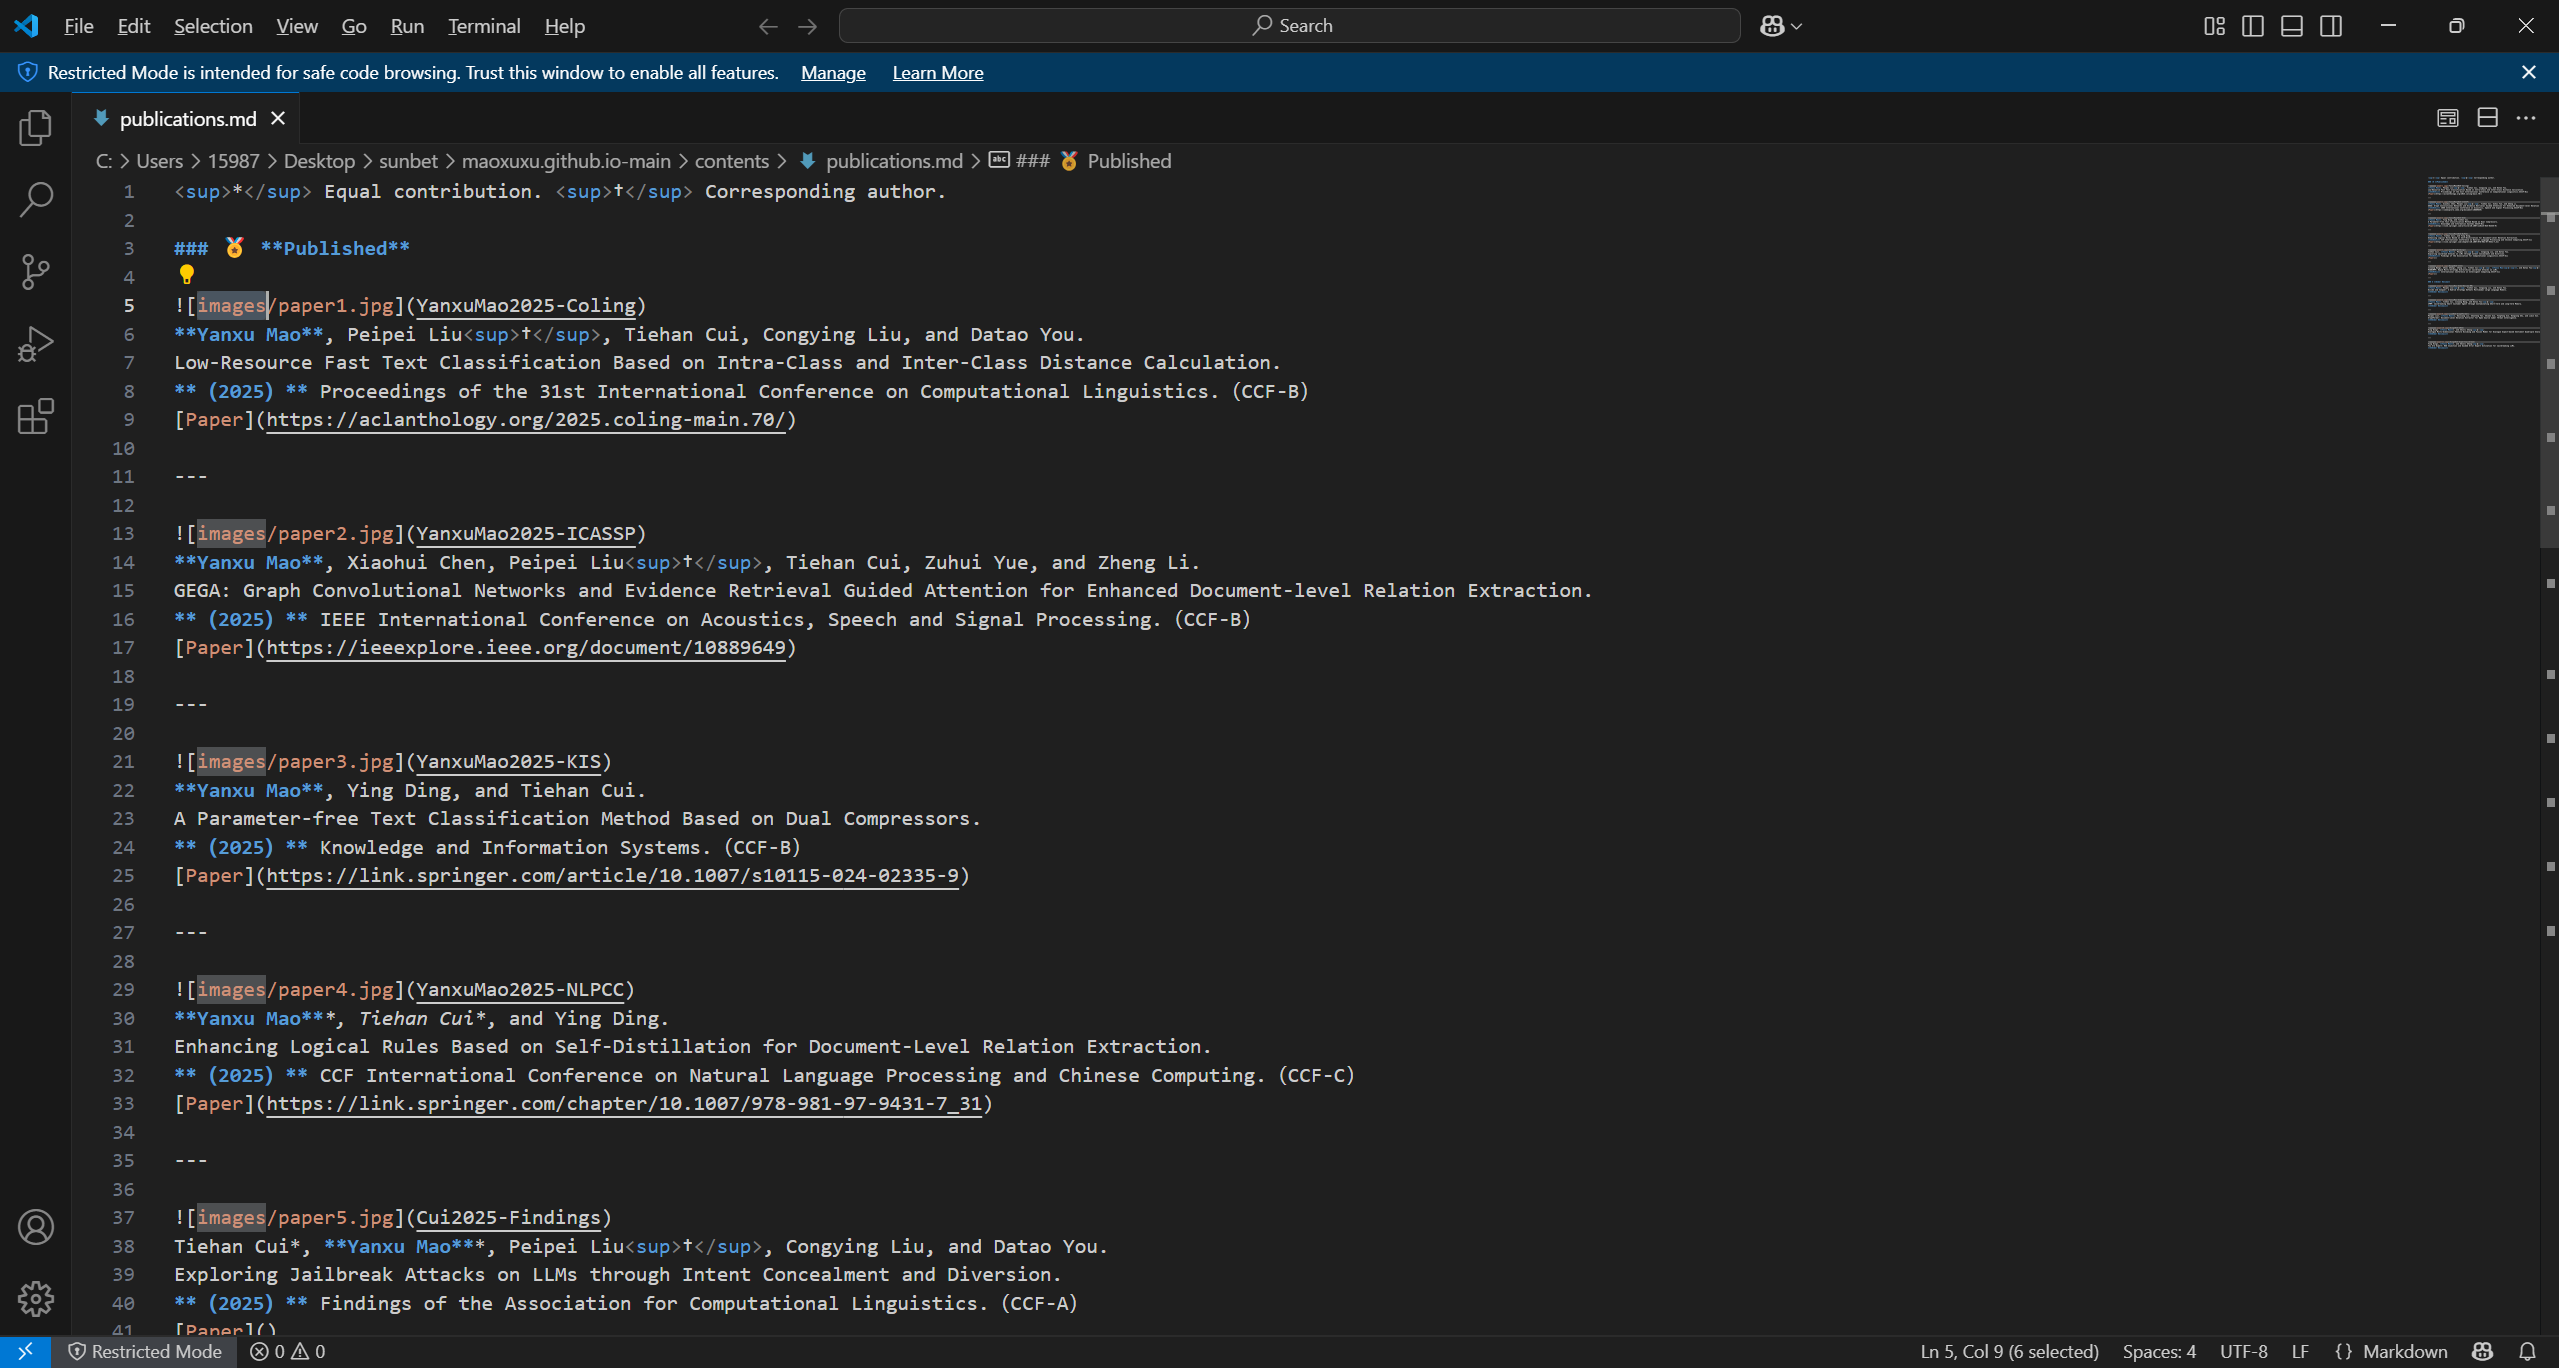 File Edit Selection View Go Run Terminal Help Search
Restricted Mode is intended for safe code browsing. Trust this window to enable all features. Manage Learn More
publications.md
C: > Users > 15987 > Desktop > sunbet > maoxuxu.github.io-main > contents > publications.md > ### 🏅 Published
1 <sup>*</sup> Equal contribution. <sup>†</sup> Corresponding author.
2
3 ### 🏅 **Published**
4
5 ![images/paper1.jpg](YanxuMao2025-Coling)
6 **Yanxu Mao**, Peipei Liu<sup>†</sup>, Tiehan Cui, Congying Liu, and Datao You.
7 Low-Resource Fast Text Classification Based on Intra-Class and Inter-Class Distance Calculation.
8 ** (2025) ** Proceedings of the 31st International Conference on Computational Linguistics. (CCF-B)
9 [Paper](https://aclanthology.org/2025.coling-main.70/)
10
11 ---
12
13 ![images/paper2.jpg](YanxuMao2025-ICASSP)
14 **Yanxu Mao**, Xiaohui Chen, Peipei Liu<sup>†</sup>, Tiehan Cui, Zuhui Yue, and Zheng Li.
15 GEGA: Graph Convolutional Networks and Evidence Retrieval Guided Attention for Enhanced Document-level Relation Extraction.
16 ** (2025) ** IEEE International Conference on Acoustics, Speech and Signal Processing. (CCF-B)
17 [Paper](https://ieeexplore.ieee.org/document/10889649)
18
19 ---
20
21 ![images/paper3.jpg](YanxuMao2025-KIS)
22 **Yanxu Mao**, Ying Ding, and Tiehan Cui.
23 A Parameter-free Text Classification Method Based on Dual Compressors.
24 ** (2025) ** Knowledge and Information Systems. (CCF-B)
25 [Paper](https://link.springer.com/article/10.1007/s10115-024-02335-9)
26
27 ---
28
29 ![images/paper4.jpg](YanxuMao2025-NLPCC)
30 **Yanxu Mao***, Tiehan Cui*, and Ying Ding.
31 Enhancing Logical Rules Based on Self-Distillation for Document-Level Relation Extraction.
32 ** (2025) ** CCF International Conference on Natural Language Processing and Chinese Computing. (CCF-C)
33 [Paper](https://link.springer.com/chapter/10.1007/978-981-97-9431-7_31)
34
35 ---
36
37 ![images/paper5.jpg](Cui2025-Findings)
38 Tiehan Cui*, **Yanxu Mao***, Peipei Liu<sup>†</sup>, Congying Liu, and Datao You.
39 Exploring Jailbreak Attacks on LLMs through Intent Concealment and Diversion.
40 ** (2025) ** Findings of the Association for Computational Linguistics. (CCF-A)
41 [Paper]()
Restricted Mode 0 0 Ln 5, Col 9 (6 selected) Spaces: 4 UTF-8 LF {} Markdown